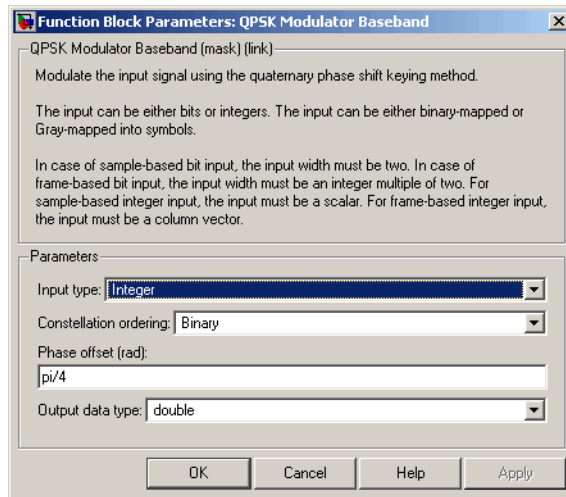 Function Block Parameters: QPSK Modulator Baseband
QPSK Modulator Baseband (mask) (link)
Modulate the input signal using the quaternary phase shift keying method.
The input can be either bits or integers. The input can be either binary-mapped or
Gray-mapped into symbols.
In case of sample-based bit input, the input width must be two. In case of
frame-based bit input, the input width must be an integer multiple of two. For
sample-based integer input, the input must be a scalar. For frame-based integer input,
the input must be a column vector.
Parameters
Input type: Integer
Constellation ordering: Binary
Phase offset (rad):
pi/4
Output data type: double
OK Cancel Help Apply